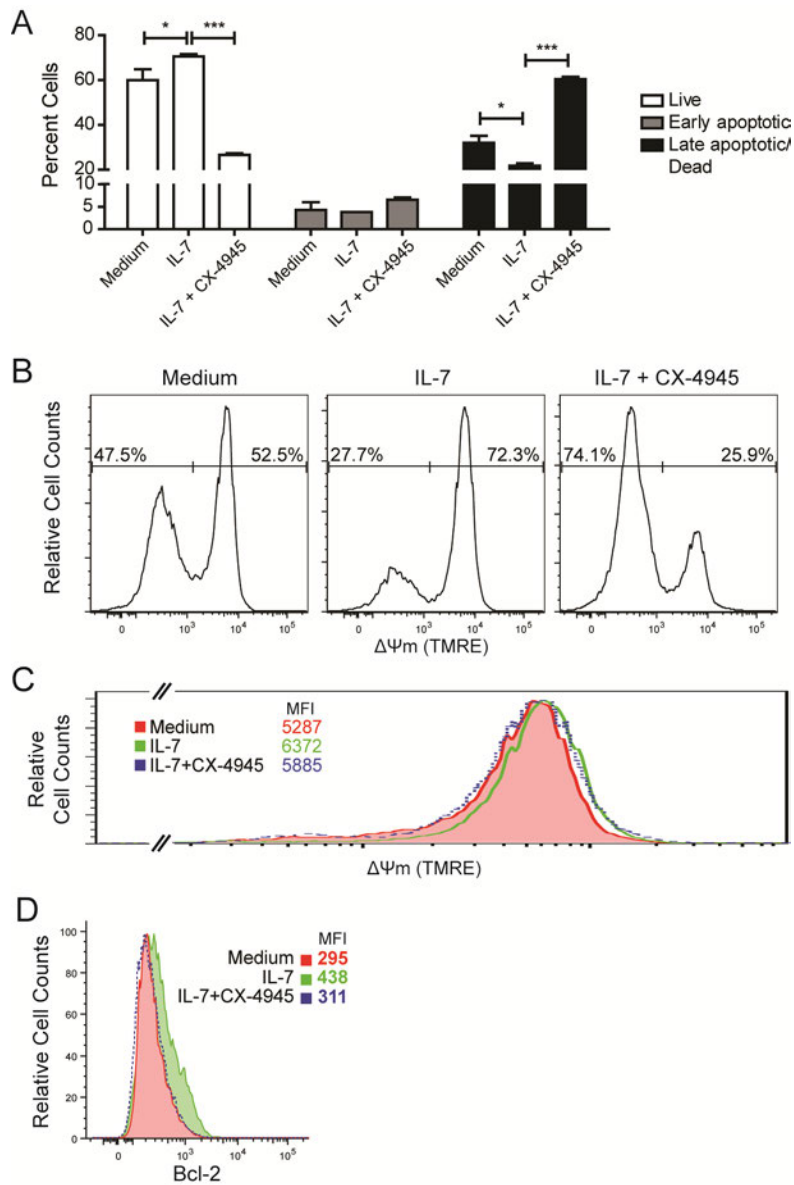 A
Percent Cells
80
60
40
20
10
5
0
* ***
* ***
Medium
IL-7
IL-7 + CX-4945
Medium
IL-7
IL-7 + CX-4945
Medium
IL-7
IL-7 + CX-4945
Live
Early apoptotic
Late apoptotic/
Dead
B
Medium IL-7 IL-7 + CX-4945
Relative Cell Counts
47.5% 52.5% 27.7% 72.3% 74.1% 25.9%
0 10³ 10⁴ 10⁵ 0 10³ 10⁴ 10⁵ 0 10³ 10⁴ 10⁵
ΔΨm (TMRE)
C
Relative
Cell Counts
MFI
Medium 5287
IL-7 6372
IL-7+CX-4945 5885
ΔΨm (TMRE)
D
Relative Cell Counts
100
80
60
40
20
0
MFI
Medium 295
IL-7 438
IL-7+CX-4945 311
0 10³ 10⁴ 10⁵
Bcl-2